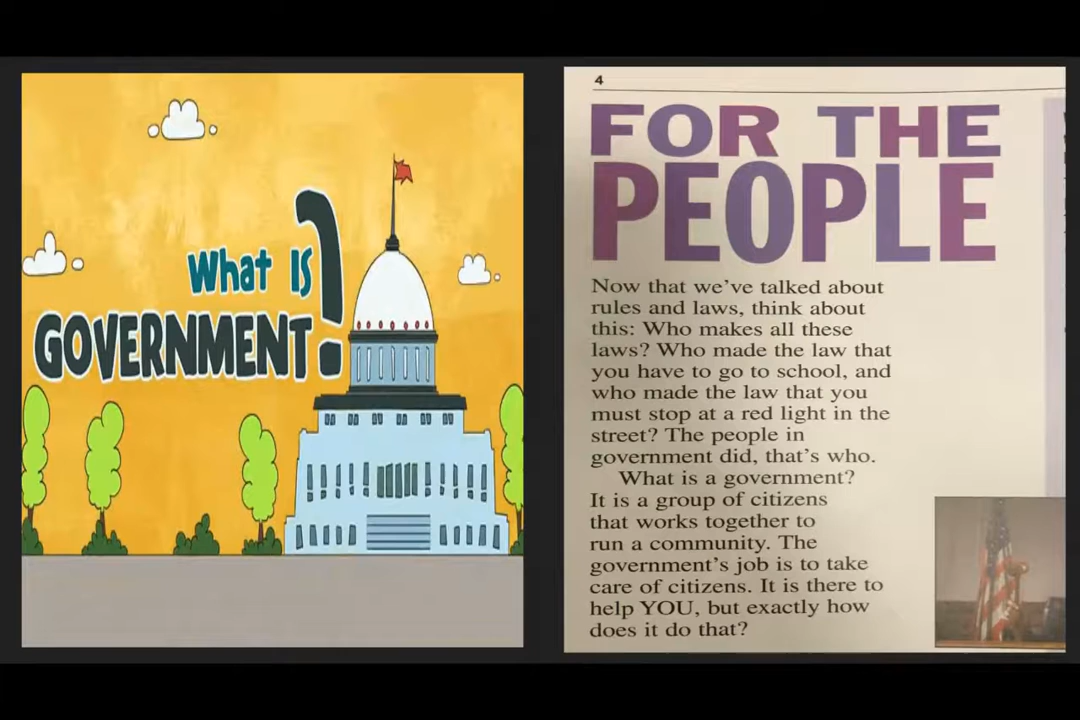 What Is
GOVERNMENT?
4
FOR THE
PEOPLE
Now that we've talked about
rules and laws, think about
this: Who makes all these
laws? Who made the law that
you have to go to school, and
who made the law that you
must stop at a red light in the
street? The people in
government did, that's who.
What is a government?
It is a group of citizens
that works together to
run a community. The
government's job is to take
care of citizens. It is there to
help YOU, but exactly how
does it do that?